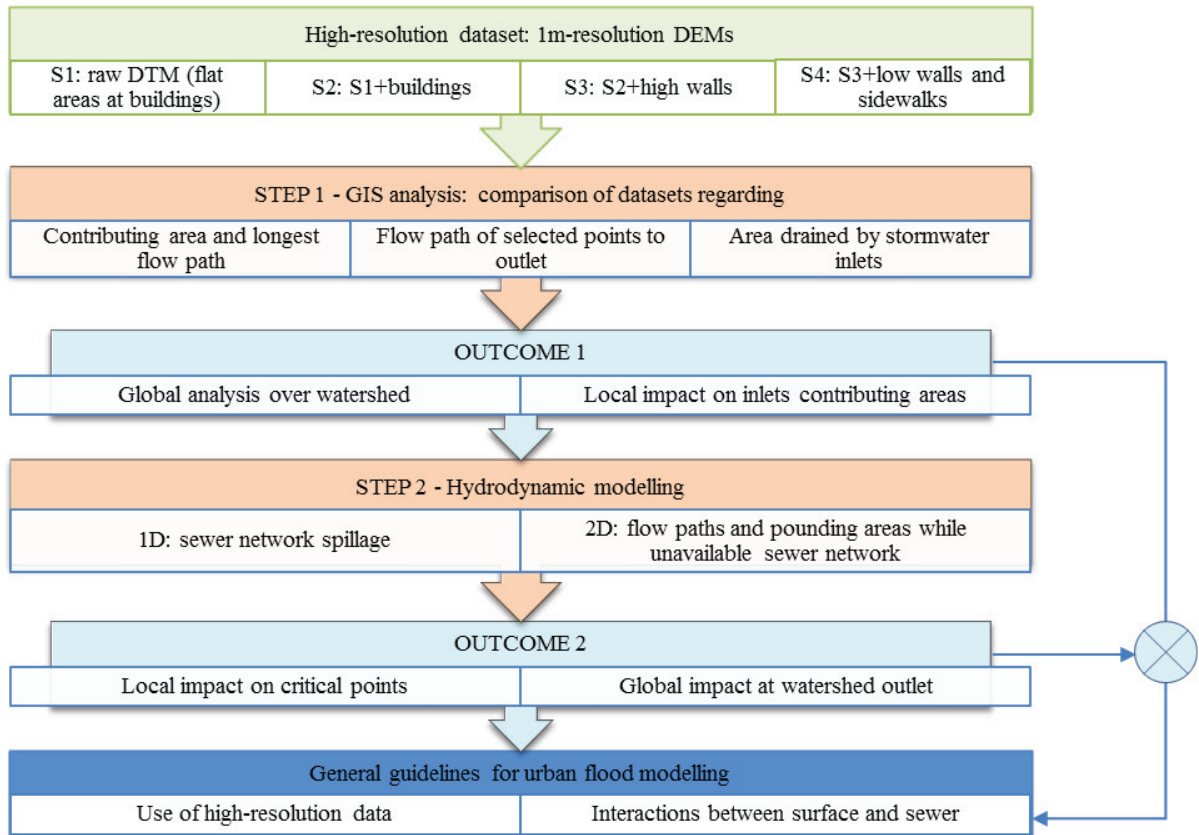 High-resolution dataset: 1m-resolution DEMs
S1: raw DTM (flat
areas at buildings)
S2: S1+buildings
S3: S2+high walls
S4: S3+low walls and
sidewalks
STEP 1 - GIS analysis: comparison of datasets regarding
Contributing area and longest
flow path
Flow path of selected points to
outlet
Area drained by stormwater
inlets
OUTCOME 1
Global analysis over watershed
Local impact on inlets contributing areas
STEP 2 - Hydrodynamic modelling
1D: sewer network spillage
2D: flow paths and pounding areas while
unavailable sewer network
OUTCOME 2
Local impact on critical points
Global impact at watershed outlet
General guidelines for urban flood modelling
Use of high-resolution data
Interactions between surface and sewer